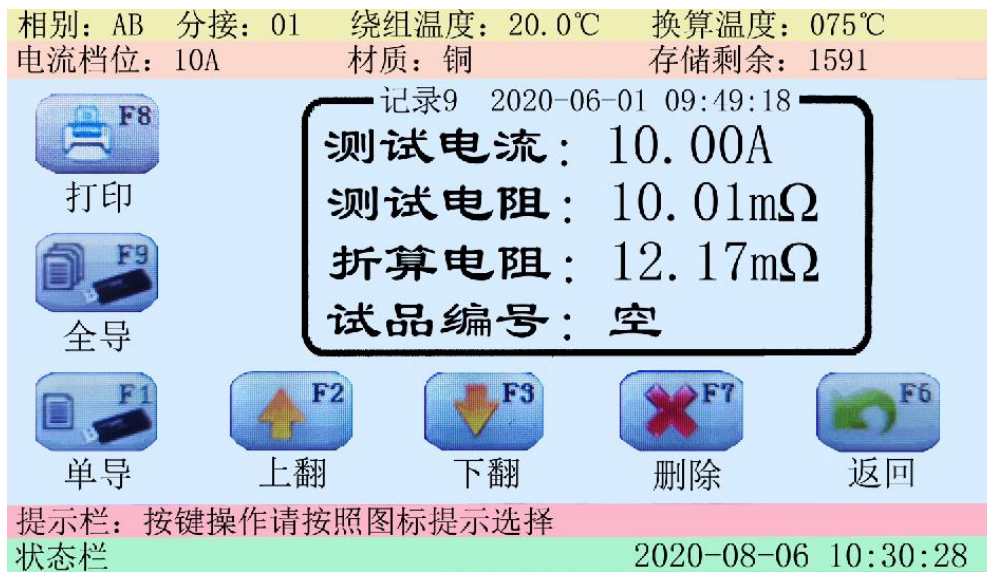 相别：AB 分接：01 绕组温度：20.0℃ 换算温度：075℃
电流档位：10A 材质：铜 存储剩余：1591
F8
打印
记录9 2020-06-01 09:49:18
测试电流：10.00A
测试电阻：10.01mΩ
折算电阻：12.17mΩ
试品编号：空
F9
全导
F1 F2 F3 F7 F6
单导 上翻 下翻 删除 返回
提示栏：按键操作请按照图标提示选择
状态栏 2020-08-06 10:30:28